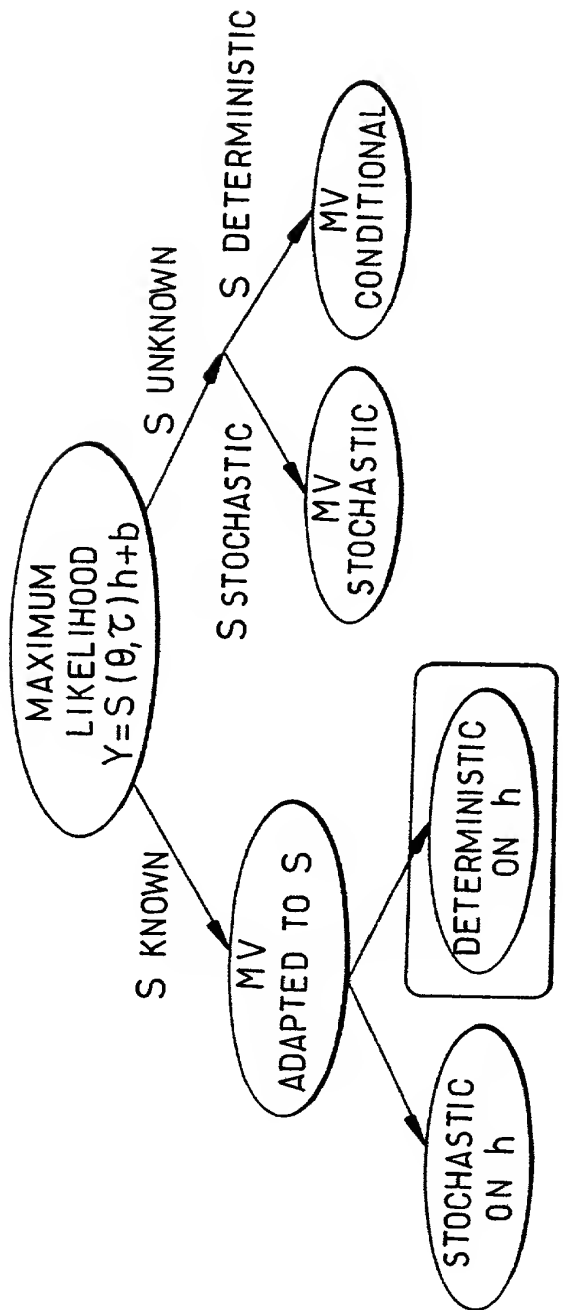 MAXIMUM
LIKELIHOOD
Y=S(θ,τ)h+b
S KNOWN
S UNKNOWN
MV
ADAPTED TO S
S STOCHASTIC
S DETERMINISTIC
MV
STOCHASTIC
MV
CONDITIONAL
STOCHASTIC
ON h
DETERMINISTIC
ON h